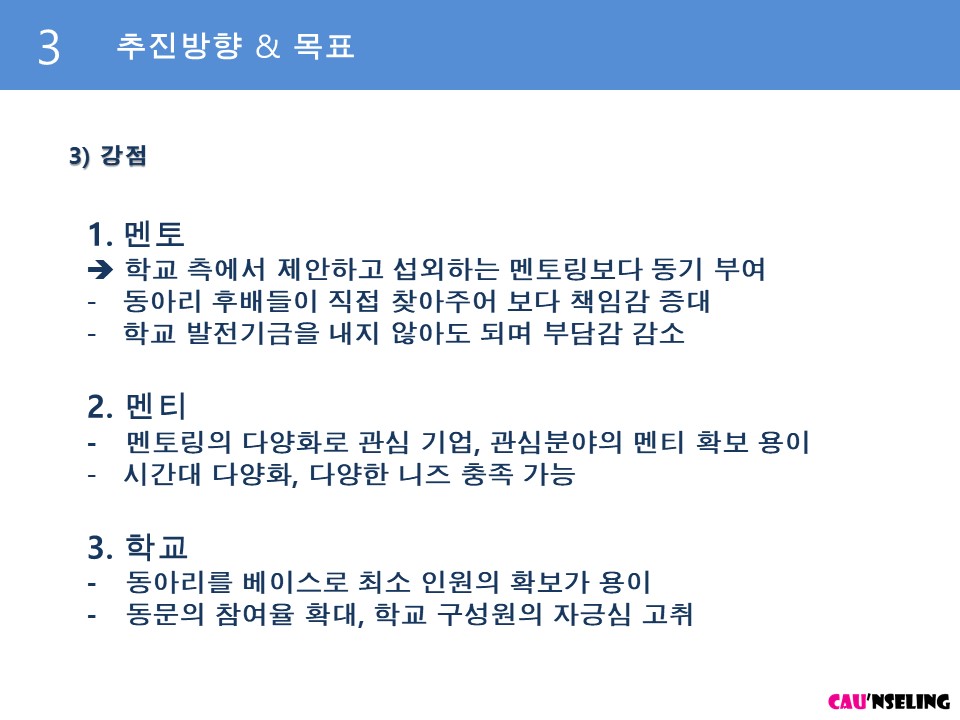 3 추진방향 & 목표
3) 강점
1. 멘토
➔ 학교 측에서 제안하고 섭외하는 멘토링보다 동기 부여
- 동아리 후배들이 직접 찾아주어 보다 책임감 증대
- 학교 발전기금을 내지 않아도 되며 부담감 감소
2. 멘티
- 멘토링의 다양화로 관심 기업, 관심분야의 멘티 확보 용이
- 시간대 다양화, 다양한 니즈 충족 가능
3. 학교
- 동아리를 베이스로 최소 인원의 확보가 용이
- 동문의 참여율 확대, 학교 구성원의 자긍심 고취
CAU'NSELING